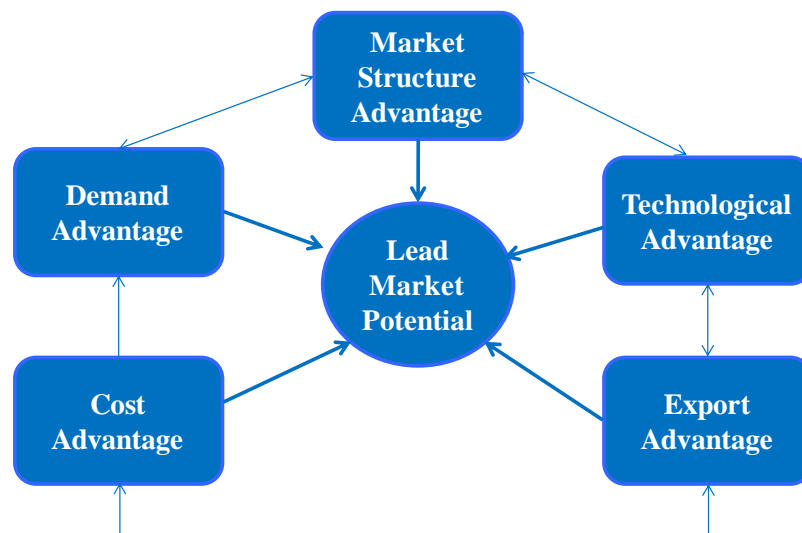 Market
Structure
Advantage
Demand
Advantage
Technological
Advantage
Lead
Market
Potential
Cost
Advantage
Export
Advantage